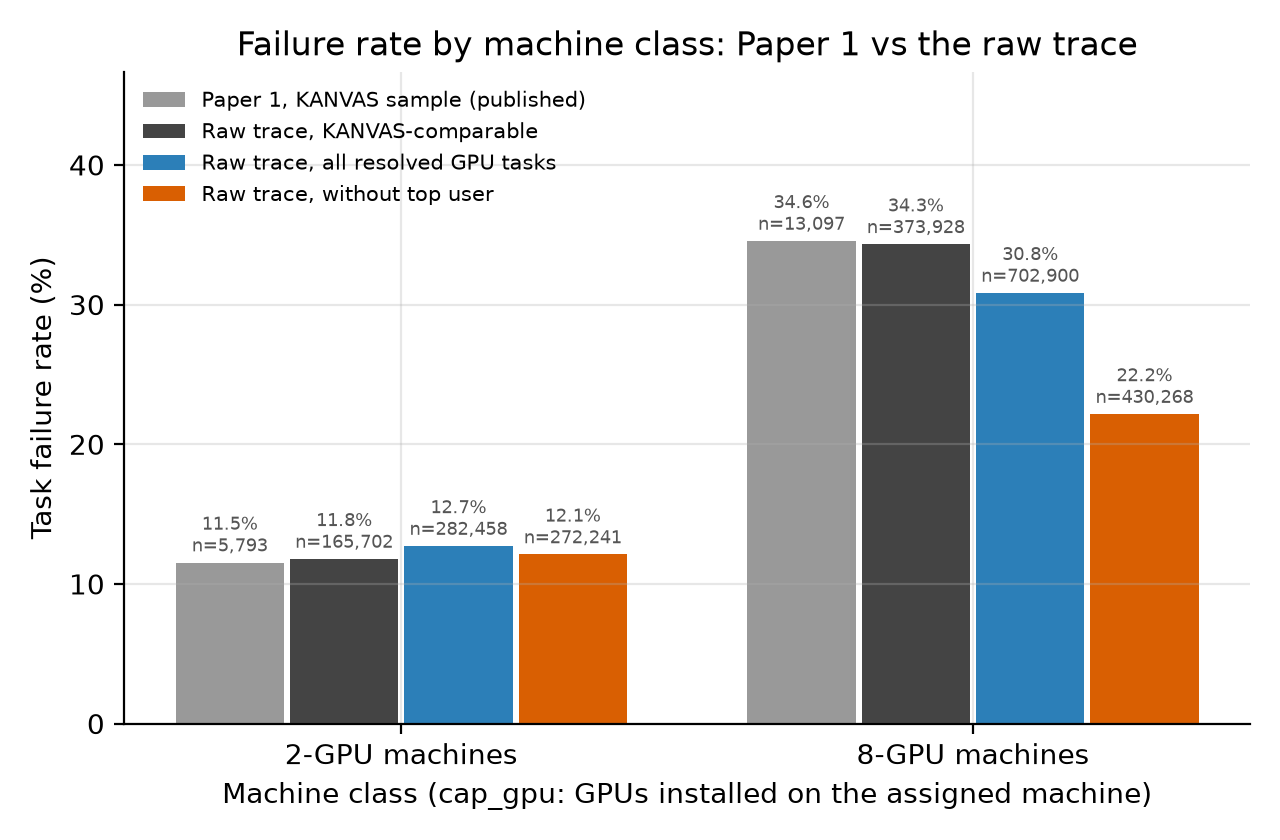 Failure rate by machine class: Paper 1 vs the raw trace
Paper 1, KANVAS sample (published)
Raw trace, KANVAS-comparable
Raw trace, all resolved GPU tasks
Raw trace, without top user
Task failure rate (%)
40
30
20
10
0
11.5%
n=5,793
11.8%
n=165,702
12.7%
n=282,458
12.1%
n=272,241
34.6%
n=13,097
34.3%
n=373,928
30.8%
n=702,900
22.2%
n=430,268
2-GPU machines
8-GPU machines
Machine class (cap_gpu: GPUs installed on the assigned machine)